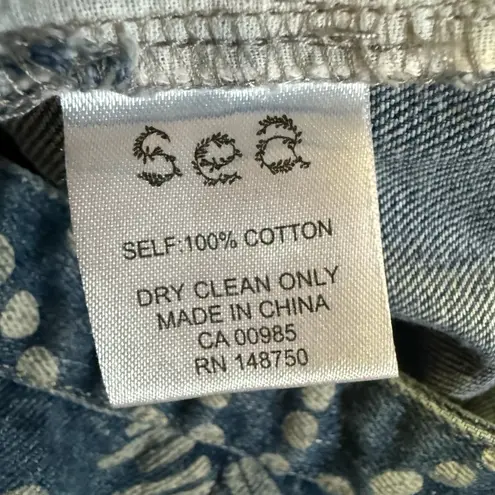 Sea
SELF:100% COTTON
DRY CLEAN ONLY
MADE IN CHINA
CA 00985
RN 148750